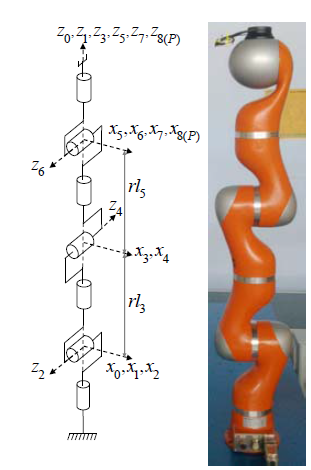 z₀,z₁,z₃,z₅,z₇,z₈₍P₎
x₅,x₆,x₇,x₈₍P₎
z₆
rl₅
z₄
x₃,x₄
rl₃
z₂
x₀,x₁,x₂